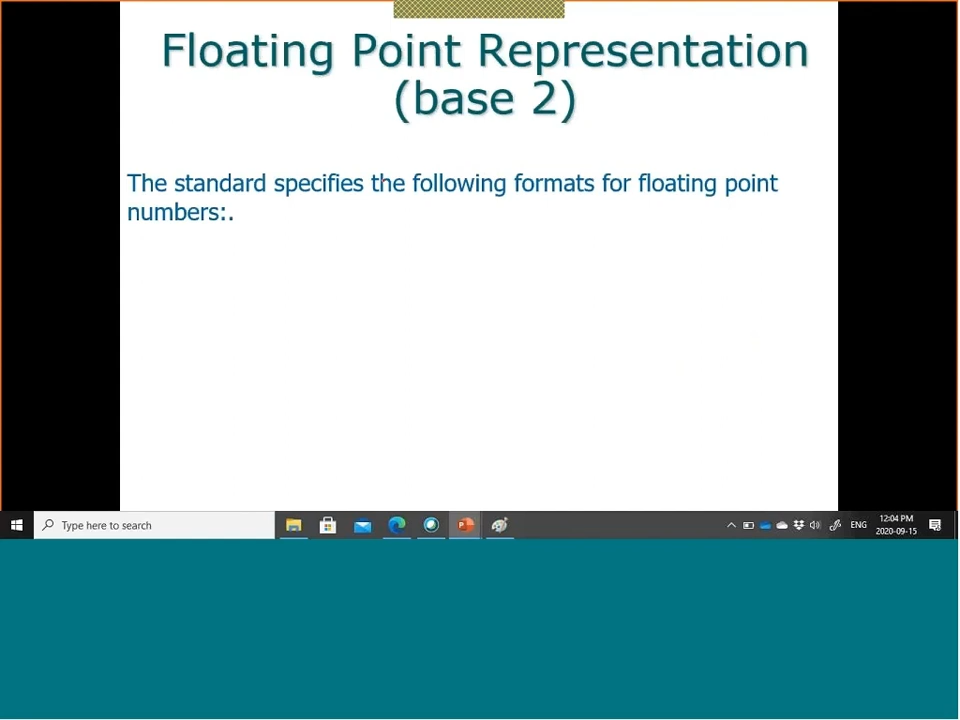 Floating Point Representation
(base 2)
The standard specifies the following formats for floating point
numbers:.
Type here to search
ENG
12:04 PM
2020-09-15